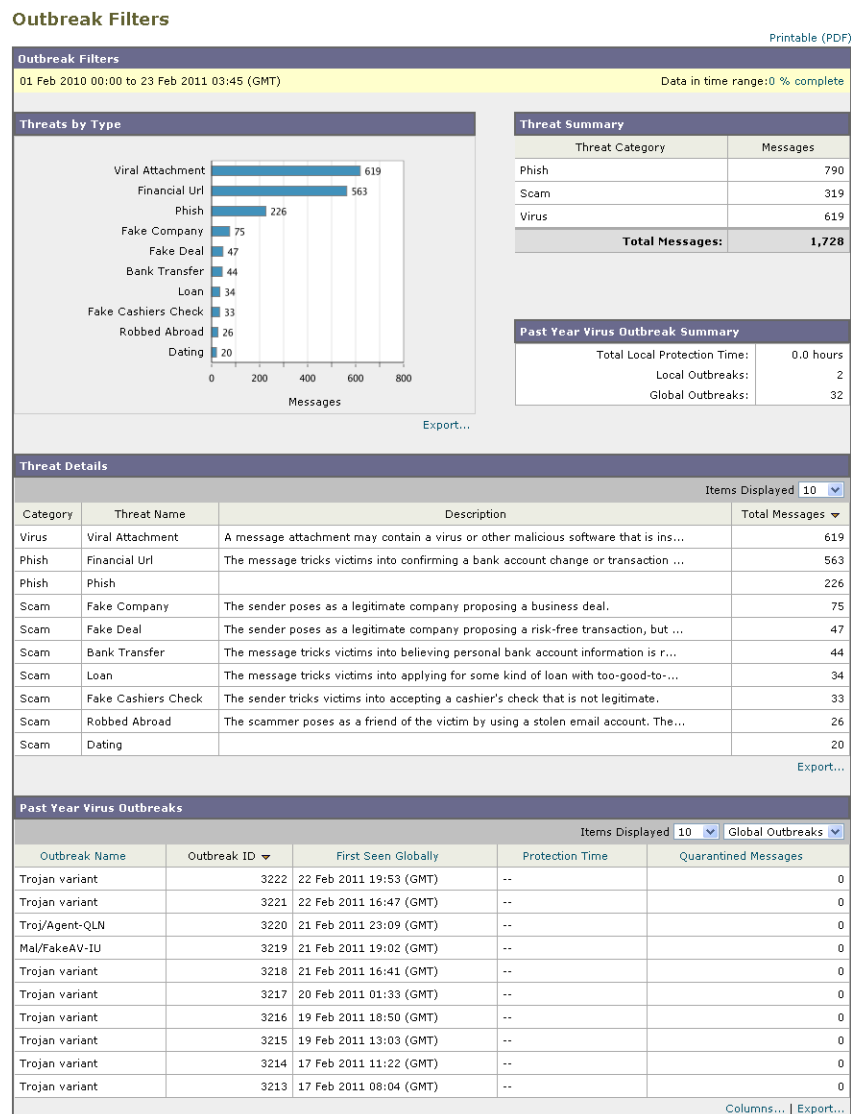 Outbreak Filters
Printable (PDF)
Outbreak Filters
01 Feb 2010 00:00 to 23 Feb 2011 03:45 (GMT) Data in time range:0 % complete
Threats by Type
Viral Attachment 619
Financial Url 563
Phish 226
Fake Company 75
Fake Deal 47
Bank Transfer 44
Loan 34
Fake Cashiers Check 33
Robbed Abroad 26
Dating 20
0 200 400 600 800
Messages
Export...
Threat Summary
Threat Category Messages
Phish 790
Scam 319
Virus 619
Total Messages: 1,728
Past Year Virus Outbreak Summary
Total Local Protection Time: 0.0 hours
Local Outbreaks: 2
Global Outbreaks: 32
Threat Details
Items Displayed 10
Category Threat Name Description Total Messages
Virus Viral Attachment A message attachment may contain a virus or other malicious software that is ins... 619
Phish Financial Url The message tricks victims into confirming a bank account change or transaction ... 563
Phish Phish 226
Scam Fake Company The sender poses as a legitimate company proposing a business deal. 75
Scam Fake Deal The sender poses as a legitimate company proposing a risk-free transaction, but ... 47
Scam Bank Transfer The message tricks victims into believing personal bank account information is r... 44
Scam Loan The message tricks victims into applying for some kind of loan with too-good-to-... 34
Scam Fake Cashiers Check The sender tricks victims into accepting a cashier's check that is not legitimate. 33
Scam Robbed Abroad The scammer poses as a friend of the victim by using a stolen email account. The... 26
Scam Dating 20
Export...
Past Year Virus Outbreaks
Items Displayed 10 Global Outbreaks
Outbreak Name Outbreak ID First Seen Globally Protection Time Quarantined Messages
Trojan variant 3222 22 Feb 2011 19:53 (GMT) -- 0
Trojan variant 3221 22 Feb 2011 16:47 (GMT) -- 0
Troj/Agent-QLN 3220 21 Feb 2011 23:09 (GMT) -- 0
Mal/FakeAV-IU 3219 21 Feb 2011 19:02 (GMT) -- 0
Trojan variant 3218 21 Feb 2011 16:41 (GMT) -- 0
Trojan variant 3217 20 Feb 2011 01:33 (GMT) -- 0
Trojan variant 3216 19 Feb 2011 18:50 (GMT) -- 0
Trojan variant 3215 19 Feb 2011 13:03 (GMT) -- 0
Trojan variant 3214 17 Feb 2011 11:22 (GMT) -- 0
Trojan variant 3213 17 Feb 2011 08:04 (GMT) -- 0
Columns... | Export...